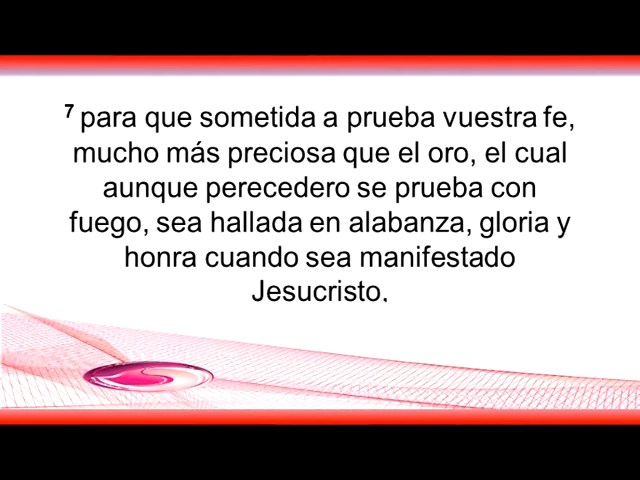 7 para que sometida a prueba vuestra fe,
mucho más preciosa que el oro, el cual
aunque perecedero se prueba con
fuego, sea hallada en alabanza, gloria y
honra cuando sea manifestado
Jesucristo,